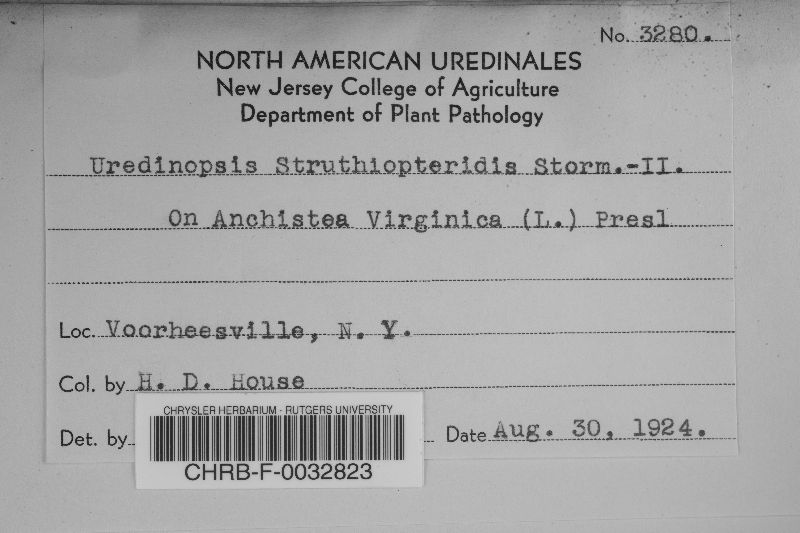 No. 3280.
NORTH AMERICAN UREDINALES
New Jersey College of Agriculture
Department of Plant Pathology
Uredinopsis Struthiopteridis Storm.-II.
On Anchistea Virginica (L.) Presl
Loc. Voorheesville, N. Y.
Col. by H. D. House
Det. by
Date Aug. 30, 1924.
CHRYSLER HERBARIUM - RUTGERS UNIVERSITY
CHRB-F-0032823